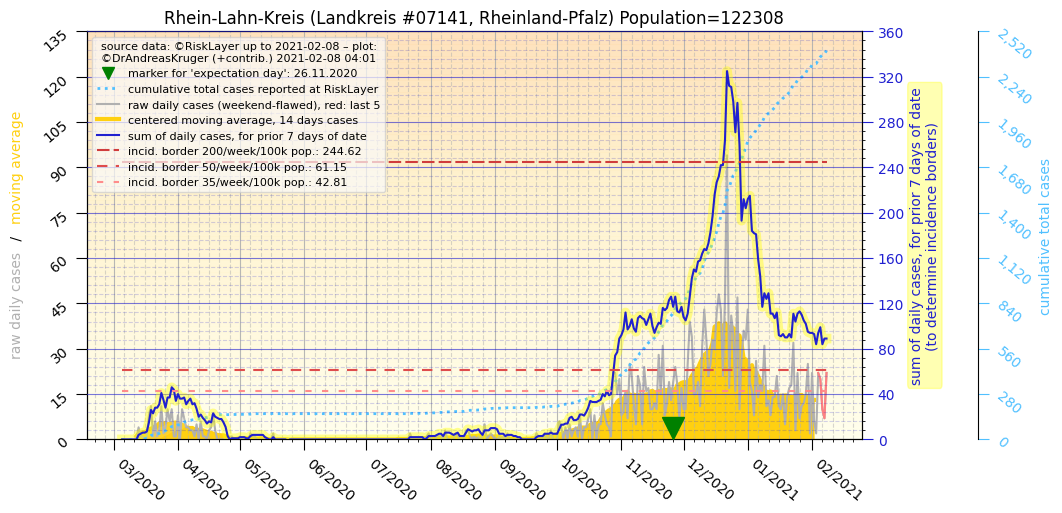 Rhein-Lahn-Kreis (Landkreis #07141, Rheinland-Pfalz) Population=122308
source data: ©RiskLayer up to 2021-02-08 – plot:
©DrAndreasKruger (+contrib.) 2021-02-08 04:01
marker for 'expectation day': 26.11.2020
cumulative total cases reported at RiskLayer
raw daily cases (weekend-flawed), red: last 5
centered moving average, 14 days cases
sum of daily cases, for prior 7 days of date
incid. border 200/week/100k pop.: 244.62
incid. border 50/week/100k pop.: 61.15
incid. border 35/week/100k pop.: 42.81
raw daily cases / moving average
135
120
105
90
75
60
45
30
15
0
03/2020
04/2020
05/2020
06/2020
07/2020
08/2020
09/2020
10/2020
11/2020
12/2020
01/2021
02/2021
360
320
280
240
200
160
120
80
40
0
sum of daily cases, for prior 7 days of date
(to determine incidence borders)
2,520
2,240
1,960
1,680
1,400
1,120
840
560
280
0
cumulative total cases